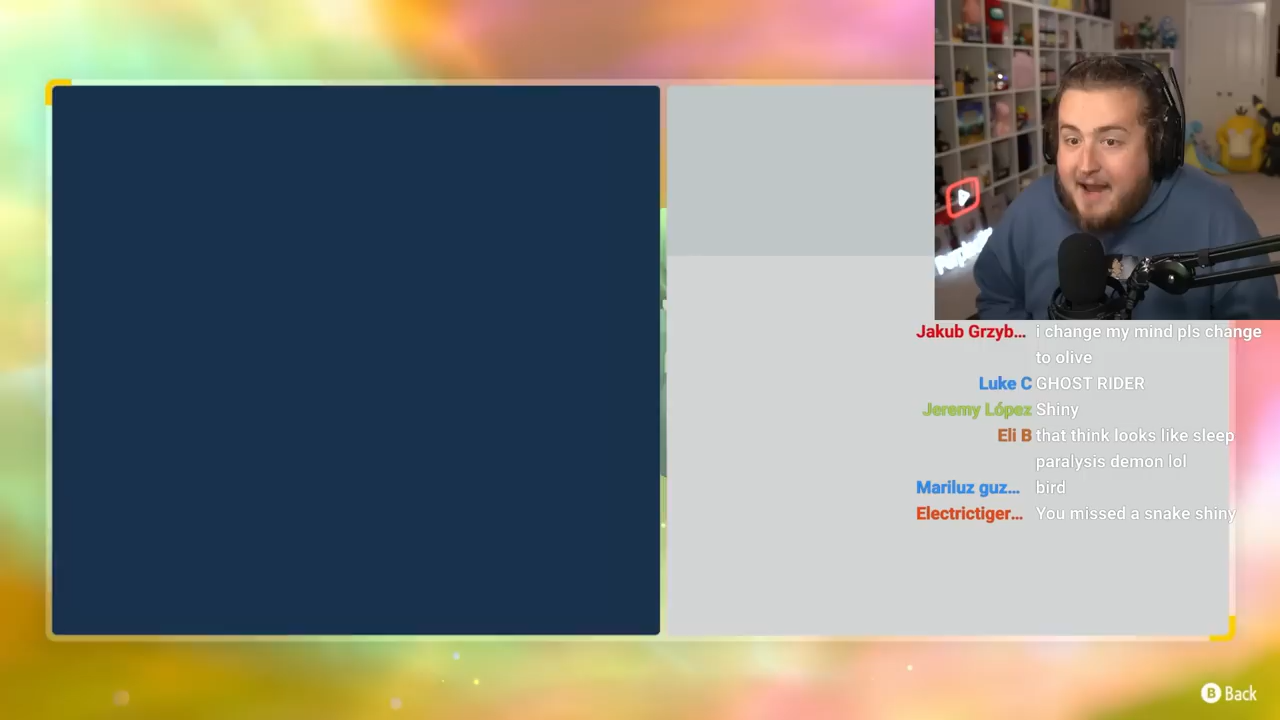 Jakub Grzyb... i change my mind pls change
to olive
Luke C GHOST RIDER
Jeremy López Shiny
Eli B that think looks like sleep
paralysis demon lol
Mariluz guz... bird
Electrictiger... You missed a snake shiny
B Back